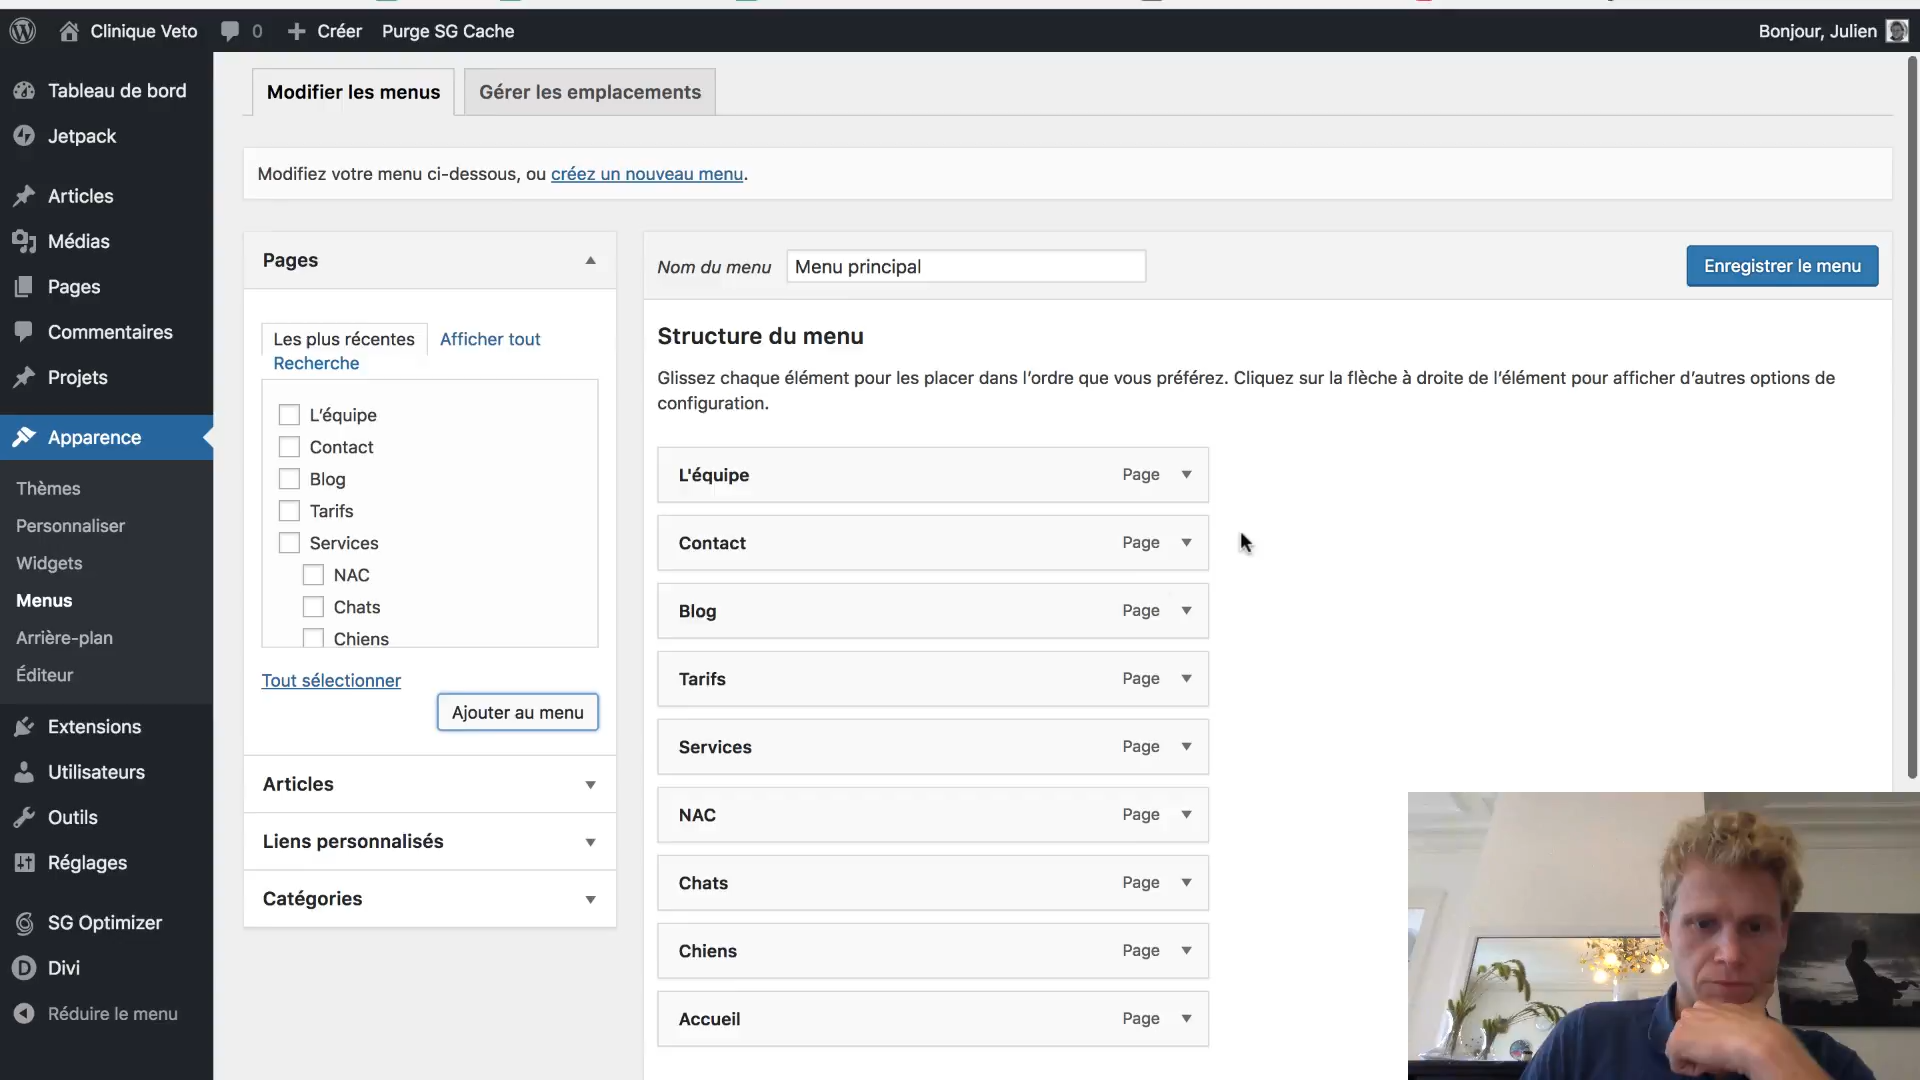 Clinique Veto
0
Créer
Purge SG Cache
Bonjour, Julien
Tableau de bord
Jetpack
Articles
Médias
Pages
Commentaires
Projets
Apparence
Thèmes
Personnaliser
Widgets
Menus
Arrière-plan
Éditeur
Extensions
Utilisateurs
Outils
Réglages
SG Optimizer
Divi
Réduire le menu
Modifier les menus
Gérer les emplacements
Modifiez votre menu ci-dessous, ou créez un nouveau menu.
Pages
Les plus récentes
Afficher tout
Recherche
L’équipe
Contact
Blog
Tarifs
Services
NAC
Chats
Chiens
Tout sélectionner
Ajouter au menu
Articles
Liens personnalisés
Catégories
Nom du menu
Menu principal
Enregistrer le menu
Structure du menu
Glissez chaque élément pour les placer dans l’ordre que vous préférez. Cliquez sur la flèche à droite de l’élément pour afficher d’autres options de
configuration.
L'équipe Page
Contact Page
Blog Page
Tarifs Page
Services Page
NAC Page
Chats Page
Chiens Page
Accueil Page